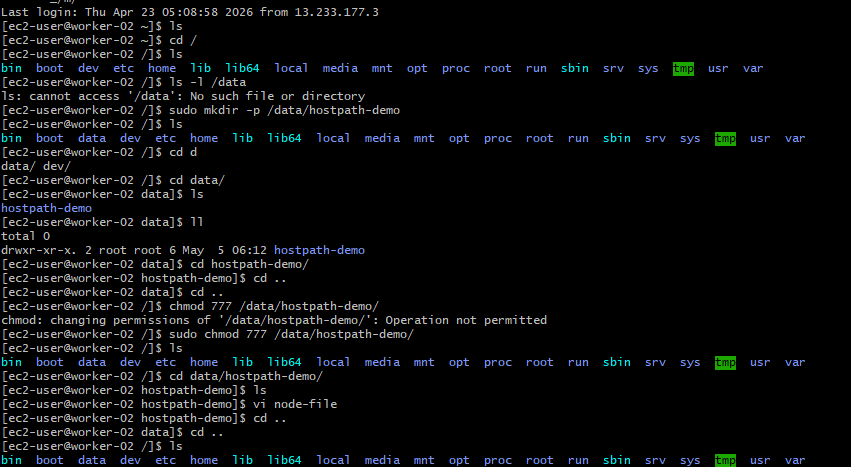 Last login: Thu Apr 23 05:08:58 2026 from 13.233.177.3
[ec2-user@worker-02 ~]$ ls
[ec2-user@worker-02 ~]$ cd /
[ec2-user@worker-02 /]$ ls
bin boot dev etc home lib lib64 local media mnt opt proc root run sbin srv sys tmp usr var
[ec2-user@worker-02 /]$ ls -l /data
ls: cannot access '/data': No such file or directory
[ec2-user@worker-02 /]$ sudo mkdir -p /data/hostpath-demo
[ec2-user@worker-02 /]$ ls
bin boot data dev etc home lib lib64 local media mnt opt proc root run sbin srv sys tmp usr var
[ec2-user@worker-02 /]$ cd d
data/ dev/
[ec2-user@worker-02 /]$ cd data/
[ec2-user@worker-02 data]$ ls
hostpath-demo
[ec2-user@worker-02 data]$ ll
total 0
drwxr-xr-x. 2 root root 6 May  5 06:12 hostpath-demo
[ec2-user@worker-02 data]$ cd hostpath-demo/
[ec2-user@worker-02 hostpath-demo]$ cd ..
[ec2-user@worker-02 data]$ cd ..
[ec2-user@worker-02 /]$ chmod 777 /data/hostpath-demo/
chmod: changing permissions of '/data/hostpath-demo/': Operation not permitted
[ec2-user@worker-02 /]$ sudo chmod 777 /data/hostpath-demo/
[ec2-user@worker-02 /]$ ls
bin boot data dev etc home lib lib64 local media mnt opt proc root run sbin srv sys tmp usr var
[ec2-user@worker-02 /]$ cd data/hostpath-demo/
[ec2-user@worker-02 hostpath-demo]$ ls
[ec2-user@worker-02 hostpath-demo]$ vi node-file
[ec2-user@worker-02 hostpath-demo]$ cd ..
[ec2-user@worker-02 data]$ cd ..
[ec2-user@worker-02 /]$ ls
bin boot data dev etc home lib lib64 local media mnt opt proc root run sbin srv sys tmp usr var